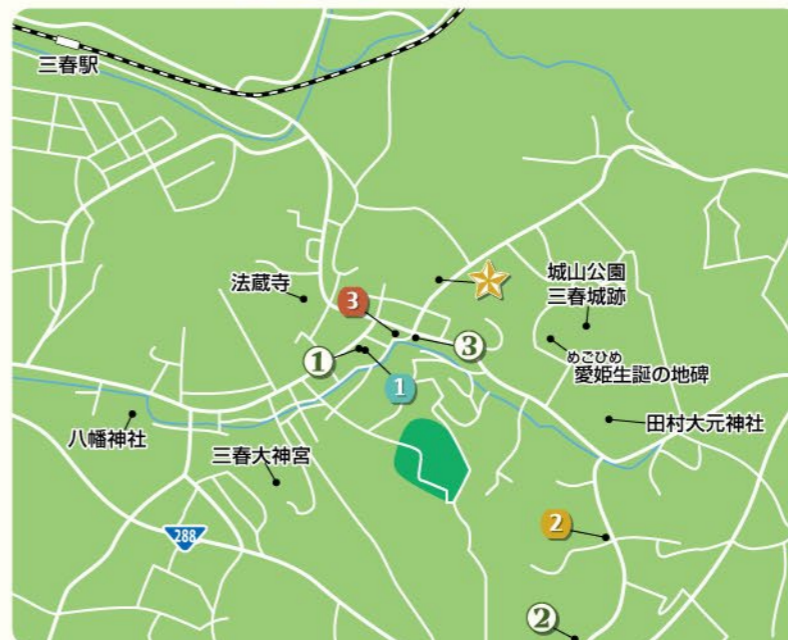 三春駅
法蔵寺
城山公園
三春城跡
3
めごひめ
愛姫生誕の地碑
1
3
1
八幡神社
田村大元神社
三春大神宮
288
2
2